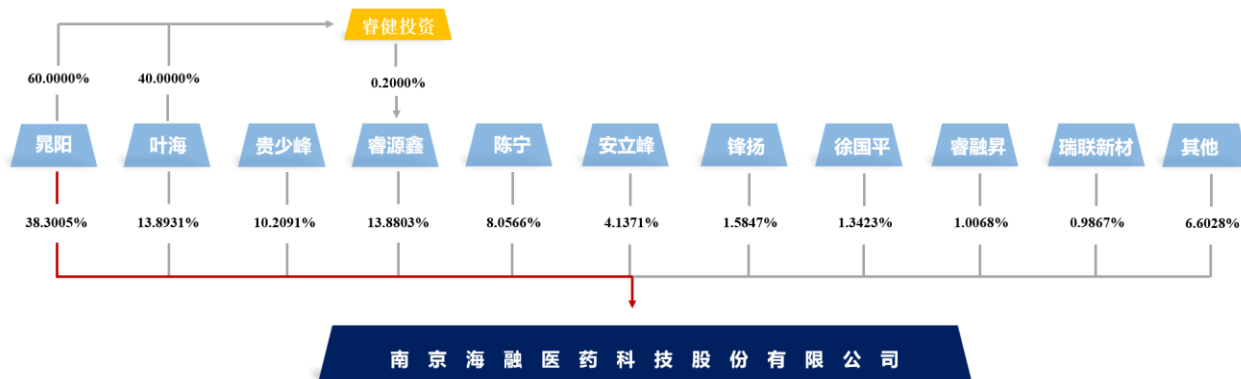 睿健投资
60.0000% 40.0000% 0.2000%
晁阳 叶海 贵少峰 睿源鑫 陈宁 安立峰 锋扬 徐国平 睿融昇 瑞联新材 其他
38.3005% 13.8931% 10.2091% 13.8803% 8.0566% 4.1371% 1.5847% 1.3423% 1.0068% 0.9867% 6.6028%
南京海融医药科技股份有限公司